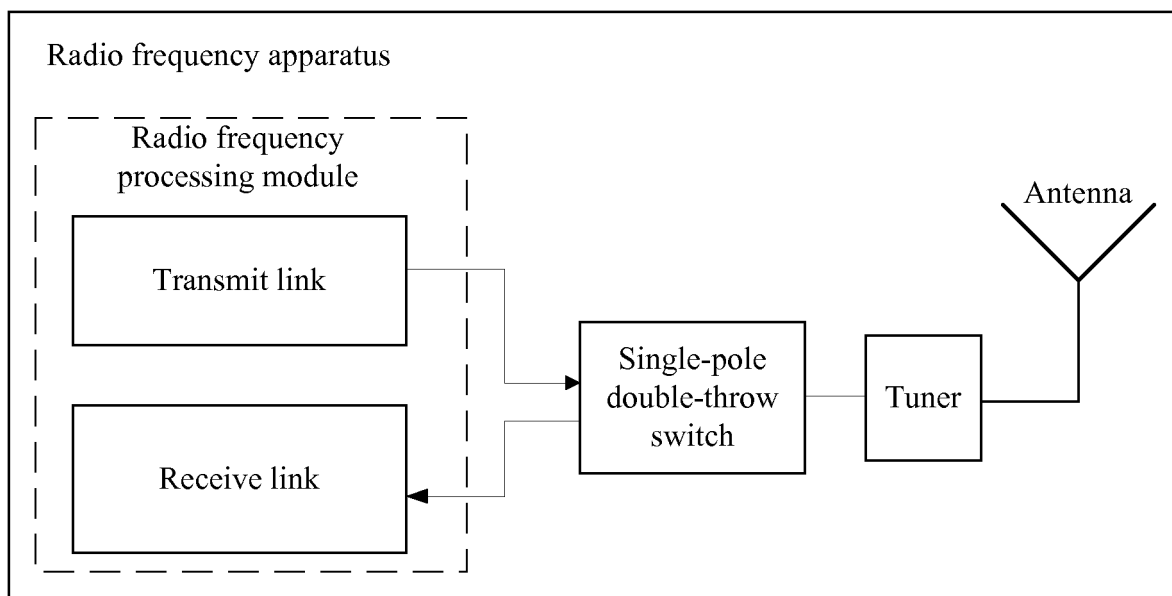 Radio frequency apparatus
Radio frequency
processing module
Transmit link
Receive link
Single-pole
double-throw
switch
Tuner
Antenna